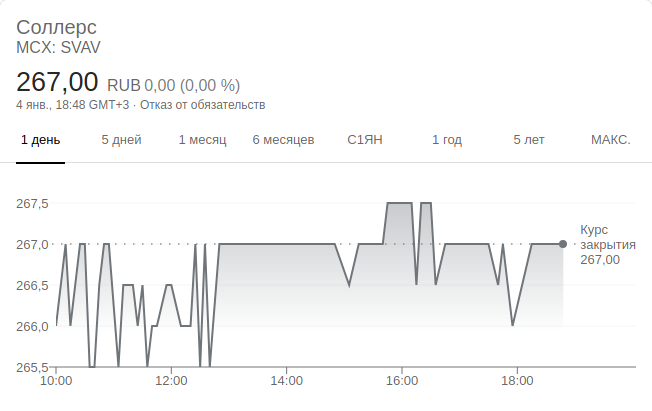 Соллерс
MCX: SVAV
267,00 RUB 0,00 (0,00 %)
4 янв., 18:48 GMT+3 · Отказ от обязательств
1 день 5 дней 1 месяц 6 месяцев С1ЯН 1 год 5 лет МАКС.
267,5
267,0
266,5
266,0
265,5
Курс
закрытия
267,00
10:00 12:00 14:00 16:00 18:00